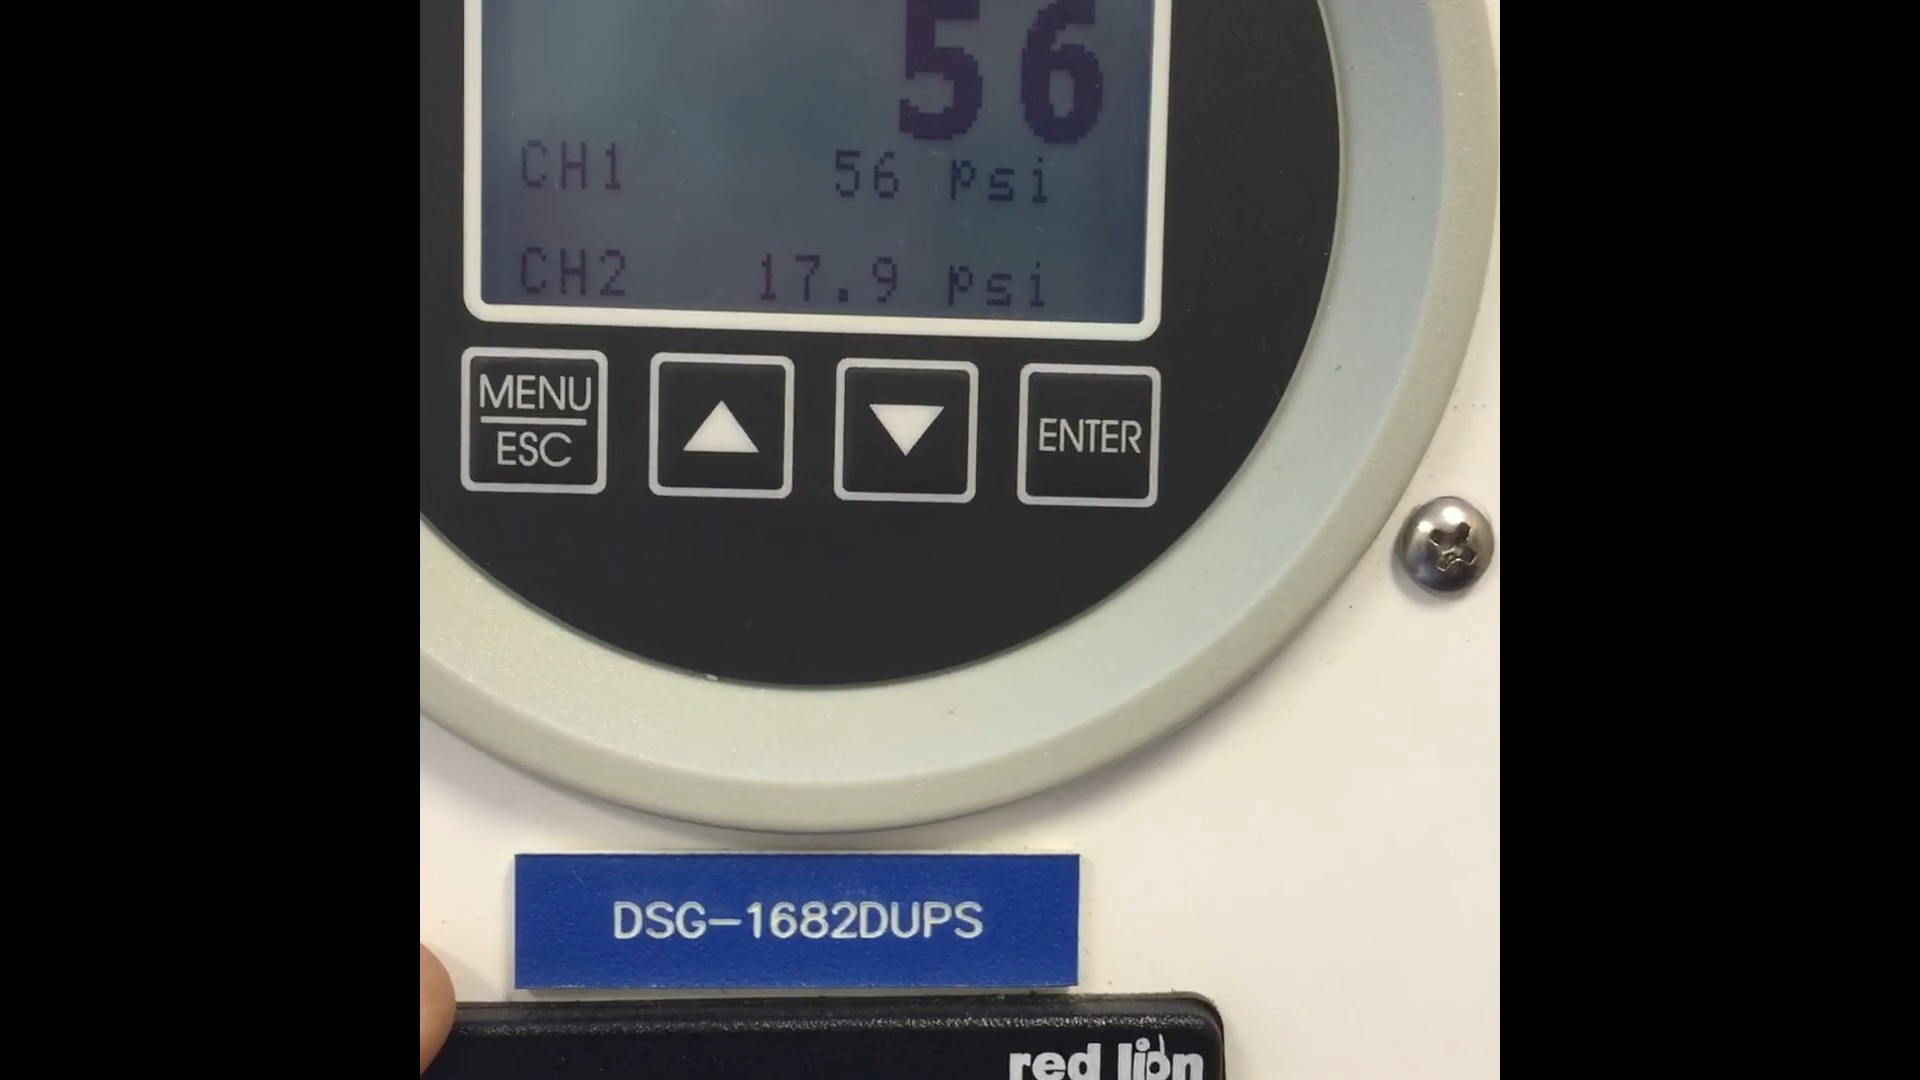 56
CH1 56 psi
CH2 17.9 psi
MENU
ESC
ENTER
DSG-1682DUPS
red lion